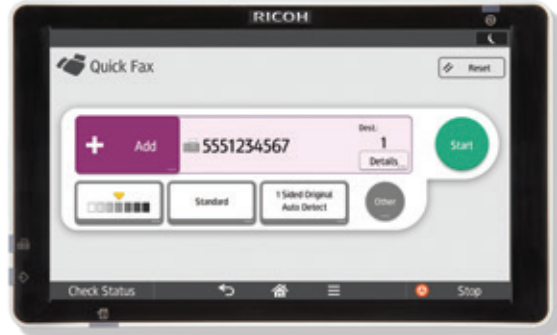 RICOH
Quick Fax
Reset
Add
5551234567
Dest.
1
Details
Start
Standard
1 Sided Original
Auto Detect
Other
Check Status
Stop